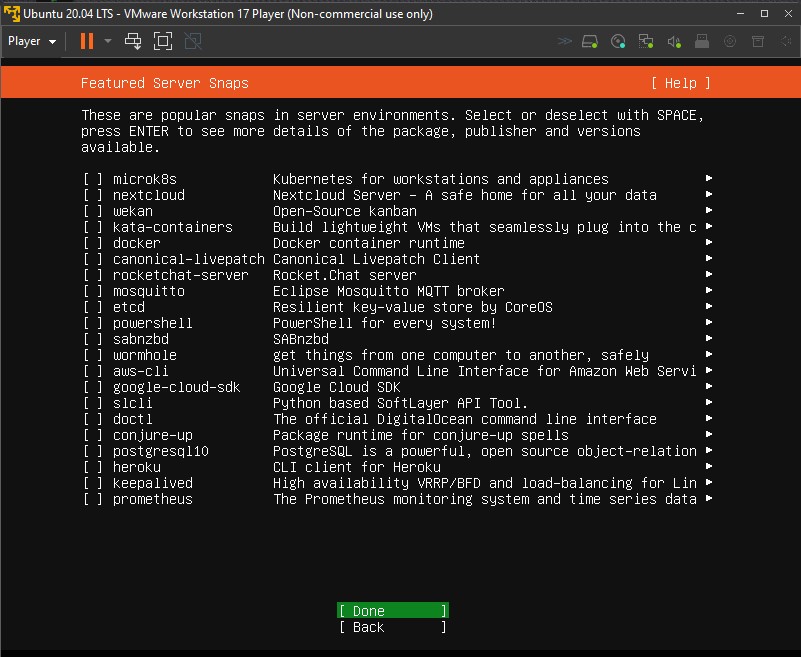 Ubuntu 20.04 LTS - VMware Workstation 17 Player (Non-commercial use only)
Player
Featured Server Snaps [ Help ]
These are popular snaps in server environments. Select or deselect with SPACE,
press ENTER to see more details of the package, publisher and versions
available.
[ ] microk8s Kubernetes for workstations and appliances
[ ] nextcloud Nextcloud Server - A safe home for all your data
[ ] wekan Open-Source kanban
[ ] kata-containers Build lightweight VMs that seamlessly plug into the c
[ ] docker Docker container runtime
[ ] canonical-livepatch Canonical Livepatch Client
[ ] rocketchat-server Rocket.Chat server
[ ] mosquitto Eclipse Mosquitto MQTT broker
[ ] etcd Resilient key-value store by CoreOS
[ ] powershell PowerShell for every system!
[ ] sabnzbd SABnzbd
[ ] wormhole get things from one computer to another, safely
[ ] aws-cli Universal Command Line Interface for Amazon Web Servi
[ ] google-cloud-sdk Google Cloud SDK
[ ] slcli Python based SoftLayer API Tool.
[ ] doctl The official DigitalOcean command line interface
[ ] conjure-up Package runtime for conjure-up spells
[ ] postgresql10 PostgreSQL is a powerful, open source object-relation
[ ] heroku CLI client for Heroku
[ ] keepalived High availability VRRP/BFD and load-balancing for Lin
[ ] prometheus The Prometheus monitoring system and time series data
[ Done ]
[ Back ]